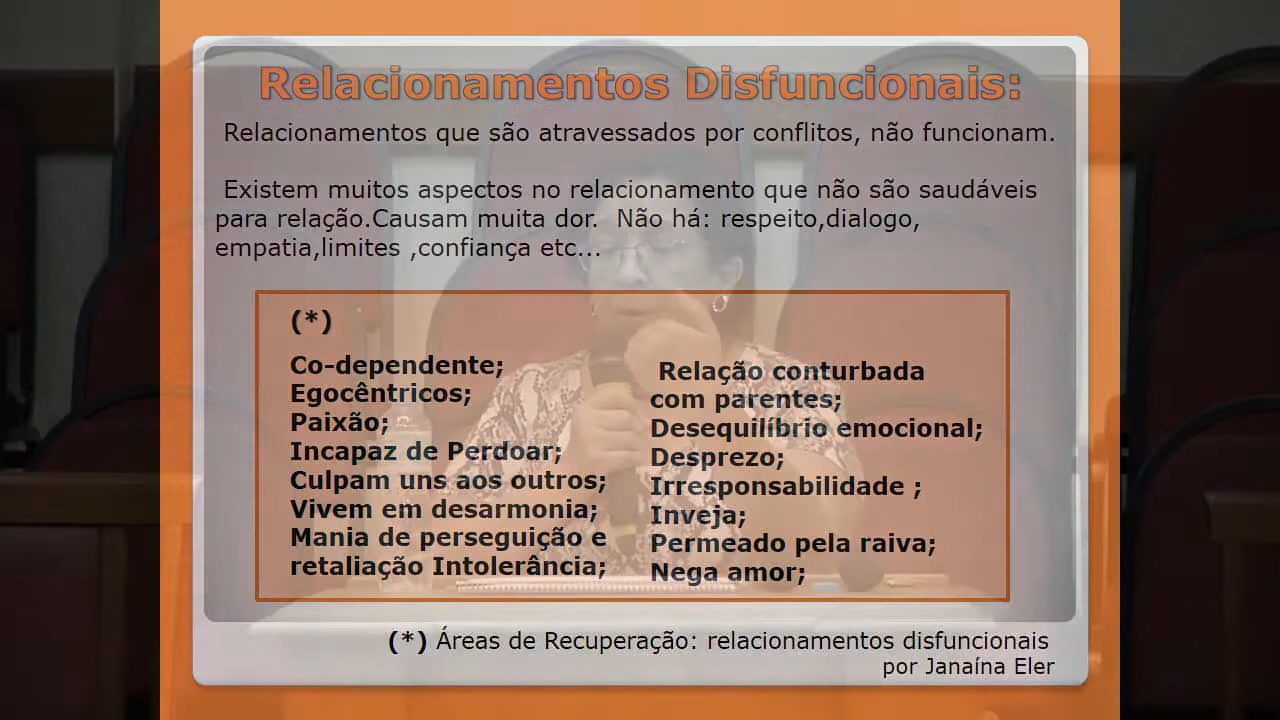 Relacionamentos Disfuncionais:
Relacionamentos que são atravessados por conflitos, não funcionam.
Existem muitos aspectos no relacionamento que não são saudáveis
para relação.Causam muita dor.  Não há: respeito,dialogo,
empatia,limites ,confiança etc...
(*)
Co-dependente;
Egocêntricos;
Paixão;
Incapaz de Perdoar;
Culpam uns aos outros;
Vivem em desarmonia;
Mania de perseguição e
retaliação Intolerância;
Relação conturbada
com parentes;
Desequilíbrio emocional;
Desprezo;
Irresponsabilidade ;
Inveja;
Permeado pela raiva;
Nega amor;
(*) Áreas de Recuperação: relacionamentos disfuncionais
por Janaína Eler